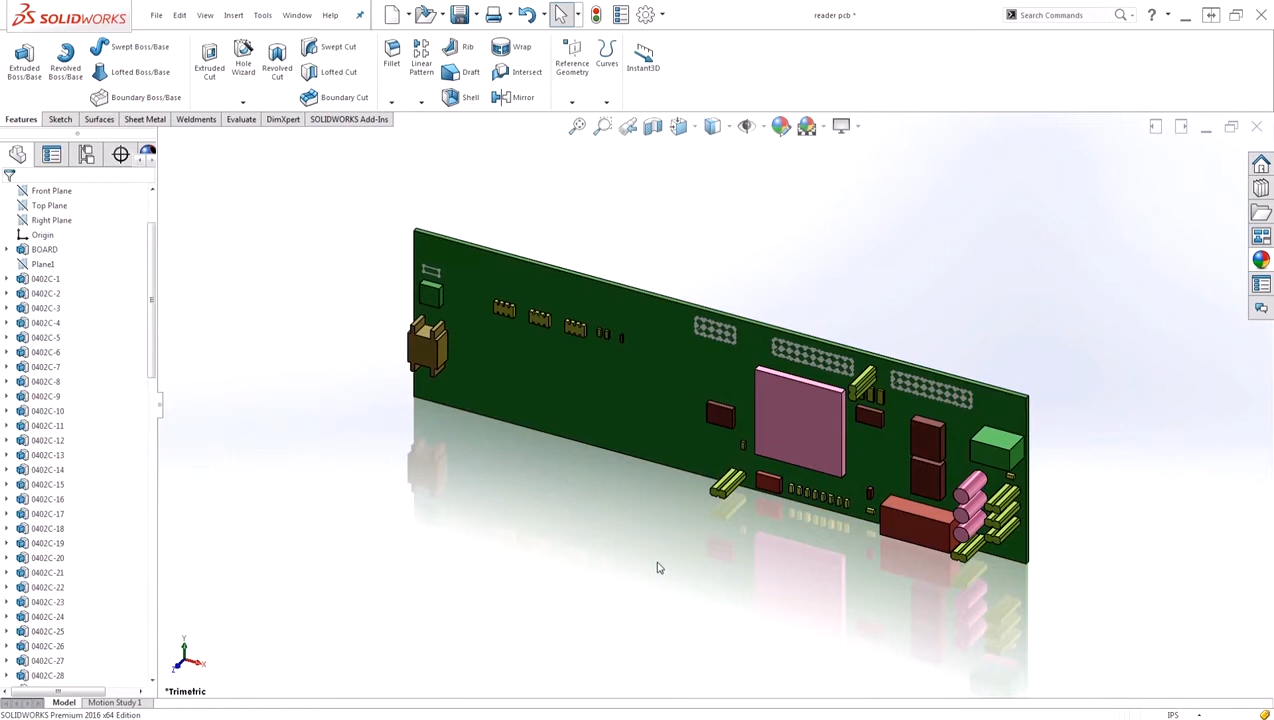 SOLIDWORKS
File Edit View Insert Tools Window Help
reader pcb *
Search Commands
Extruded Boss/Base
Revolved Boss/Base
Swept Boss/Base
Lofted Boss/Base
Boundary Boss/Base
Extruded Cut
Hole Wizard
Revolved Cut
Swept Cut
Lofted Cut
Boundary Cut
Fillet
Linear Pattern
Rib
Draft
Shell
Wrap
Intersect
Mirror
Reference Geometry
Curves
Instant3D
Features Sketch Surfaces Sheet Metal Weldments Evaluate DimXpert SOLIDWORKS Add-Ins
Front Plane
Top Plane
Right Plane
Origin
BOARD
Plane1
0402C-1
0402C-2
0402C-3
0402C-4
0402C-5
0402C-6
0402C-7
0402C-8
0402C-9
0402C-10
0402C-11
0402C-12
0402C-13
0402C-14
0402C-15
0402C-16
0402C-17
0402C-18
0402C-19
0402C-20
0402C-21
0402C-22
0402C-23
0402C-24
0402C-25
0402C-26
0402C-27
0402C-28
Y
X
Z
*Trimetric
Model Motion Study 1
SOLIDWORKS Premium 2016 x64 Edition
IPS